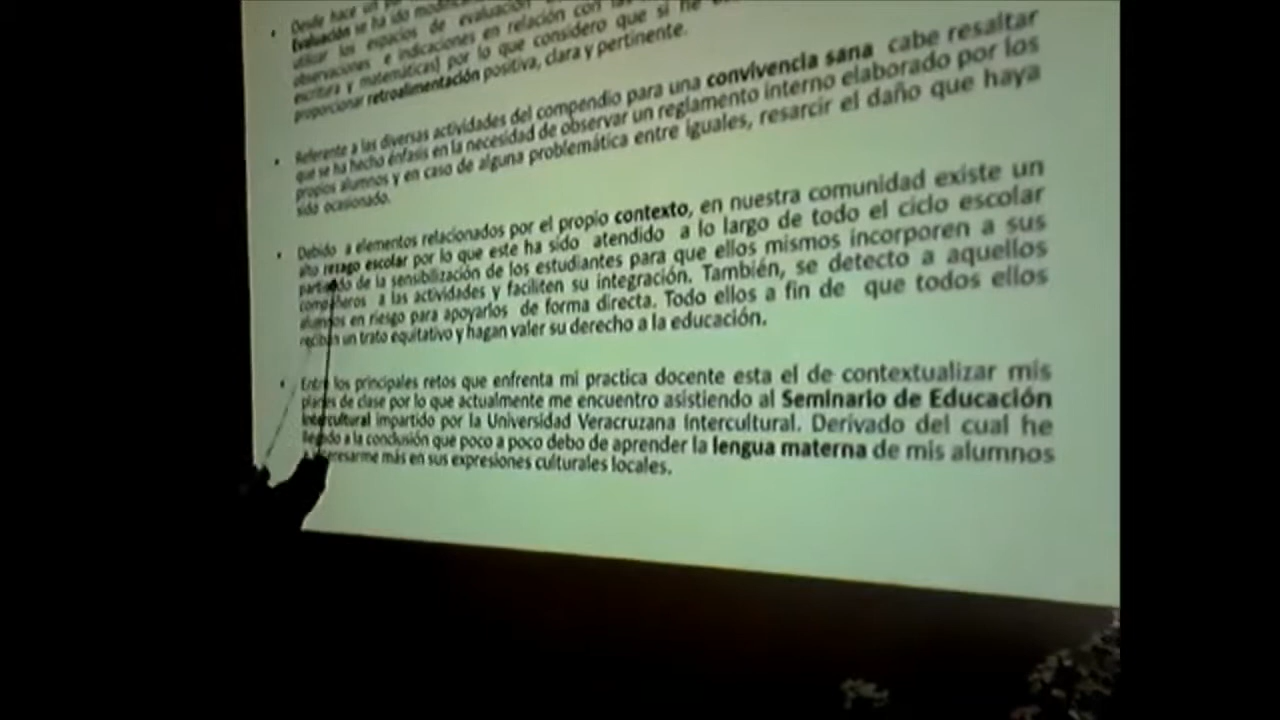 Desde hace un
Evaluación se ha ido
utilizar los espacios de evaluación
observaciones e indicaciones en relación con las
escritura y matemáticas) por lo que considero que si he
proporcionar retroalimentación positiva, clara y pertinente.
Referente a las diversas actividades del compendio para una convivencia sana cabe resaltar
que se ha hecho énfasis en la necesidad de observar un reglamento interno elaborado por los
propios alumnos y en caso de alguna problemática entre iguales, resarcir el daño que haya
sido ocasionado.
Debido a elementos relacionados por el propio contexto, en nuestra comunidad existe un
alto rezago escolar por lo que este ha sido atendido a lo largo de todo el ciclo escolar
partiendo de la sensibilización de los estudiantes para que ellos mismos incorporen a sus
compañeros a las actividades y faciliten su integración. También, se detecto a aquellos
alumnos en riesgo para apoyarlos de forma directa. Todo ellos a fin de que todos ellos
reciban un trato equitativo y hagan valer su derecho a la educación.
Entre los principales retos que enfrenta mi practica docente esta el de contextualizar mis
planes de clase por lo que actualmente me encuentro asistiendo al Seminario de Educación
Intercultural impartido por la Universidad Veracruzana Intercultural. Derivado del cual he
llegado a la conclusión que poco a poco debo de aprender la lengua materna de mis alumnos
interesarme más en sus expresiones culturales locales.